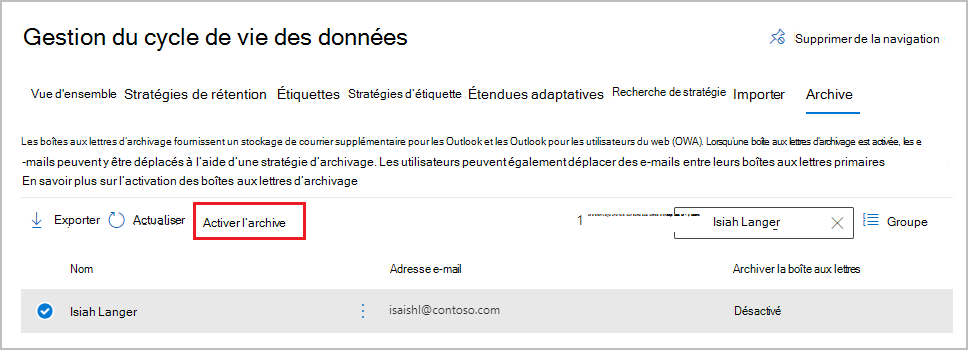 Gestion du cycle de vie des données
Supprimer de la navigation
Vue d'ensemble Stratégies de rétention Étiquettes Stratégies d'étiquette Étendues adaptatives Recherche de stratégie Importer Archive
Les boîtes aux lettres d'archivage fournissent un stockage de courrier supplémentaire pour les Outlook et les Outlook pour les utilisateurs du web (OWA). Lorsqu'une boîte aux lettres d'archivage est activée, les e
-mails peuvent y être déplacés à l'aide d'une stratégie d'archivage. Les utilisateurs peuvent également déplacer des e-mails entre leurs boîtes aux lettres primaires
En savoir plus sur l'activation des boîtes aux lettres d'archivage
Exporter Actualiser Activer l'archive 1 Isiah Langer Groupe
Nom Adresse e-mail Archiver la boîte aux lettres
Isiah Langer isaishl@contoso.com Désactivé